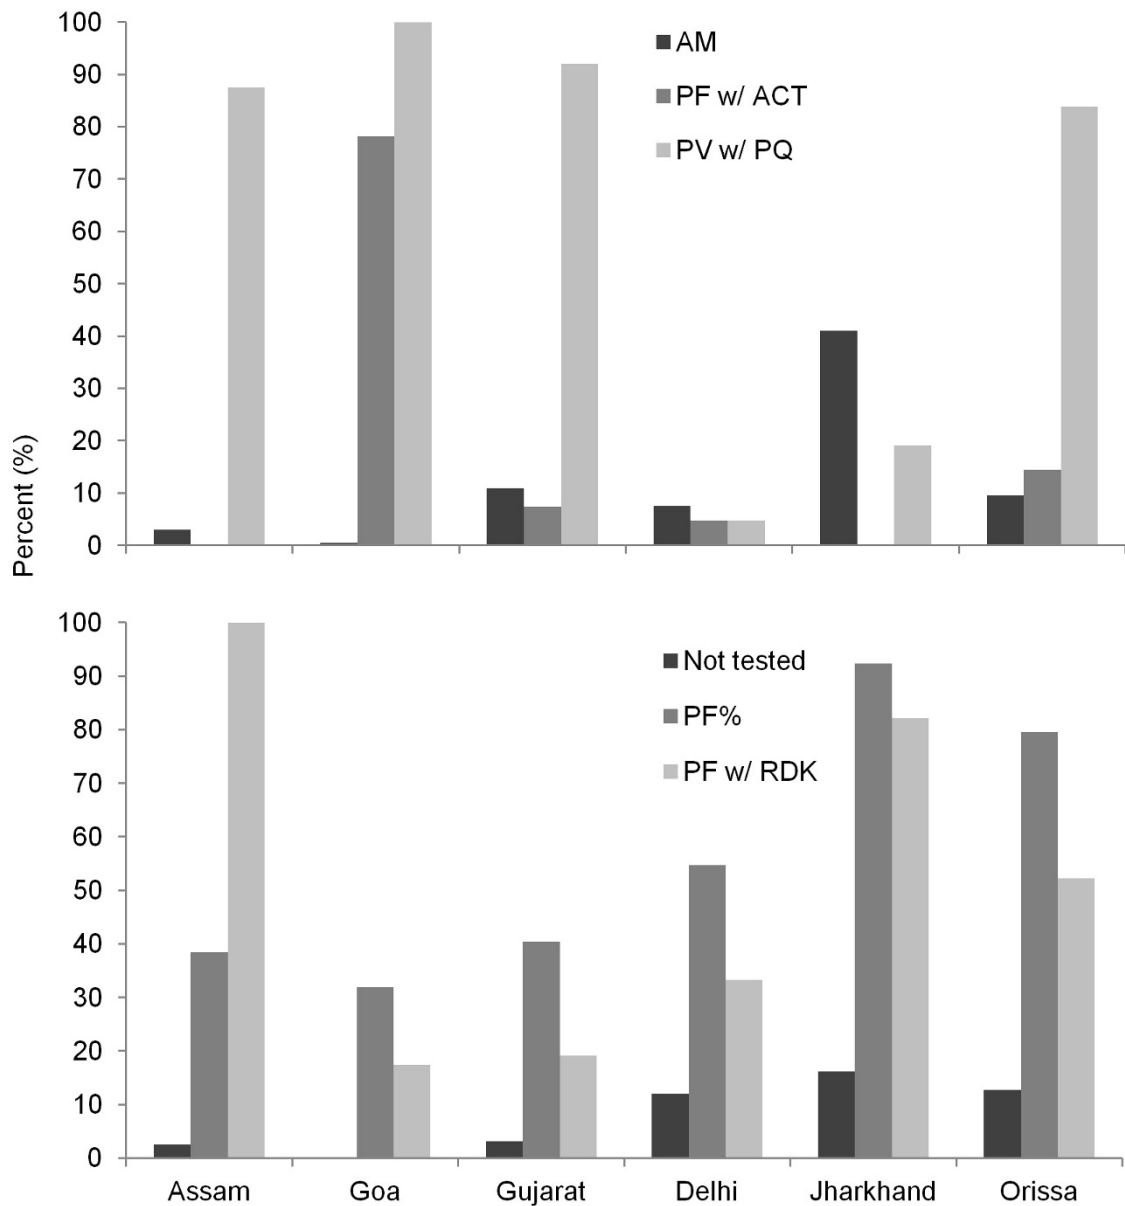 100
90
80
70
60
50
40
30
20
10
0
AM
PF w/ ACT
PV w/ PQ
Percent (%)
100
90
80
70
60
50
40
30
20
10
0
Not tested
PF%
PF w/ RDK
Assam Goa Gujarat Delhi Jharkhand Orissa